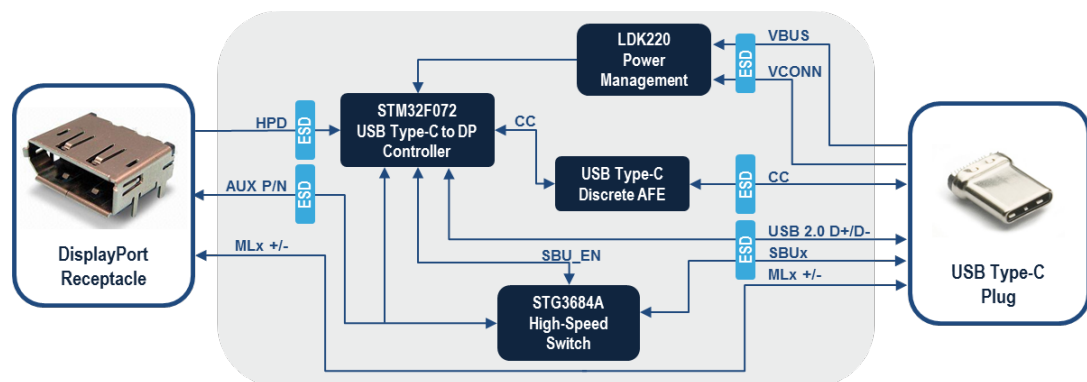 LDK220
Power
Management
ESD
VBUS
VCONN
STM32F072
USB Type-C to DP
Controller
HPD
ESD
CC
USB Type-C
Discrete AFE
ESD
CC
AUX P/N
ESD
DisplayPort
Receptacle
MLx +/-
SBU_EN
ESD
USB 2.0 D+/D-
SBUx
MLx +/-
USB Type-C
Plug
STG3684A
High-Speed
Switch